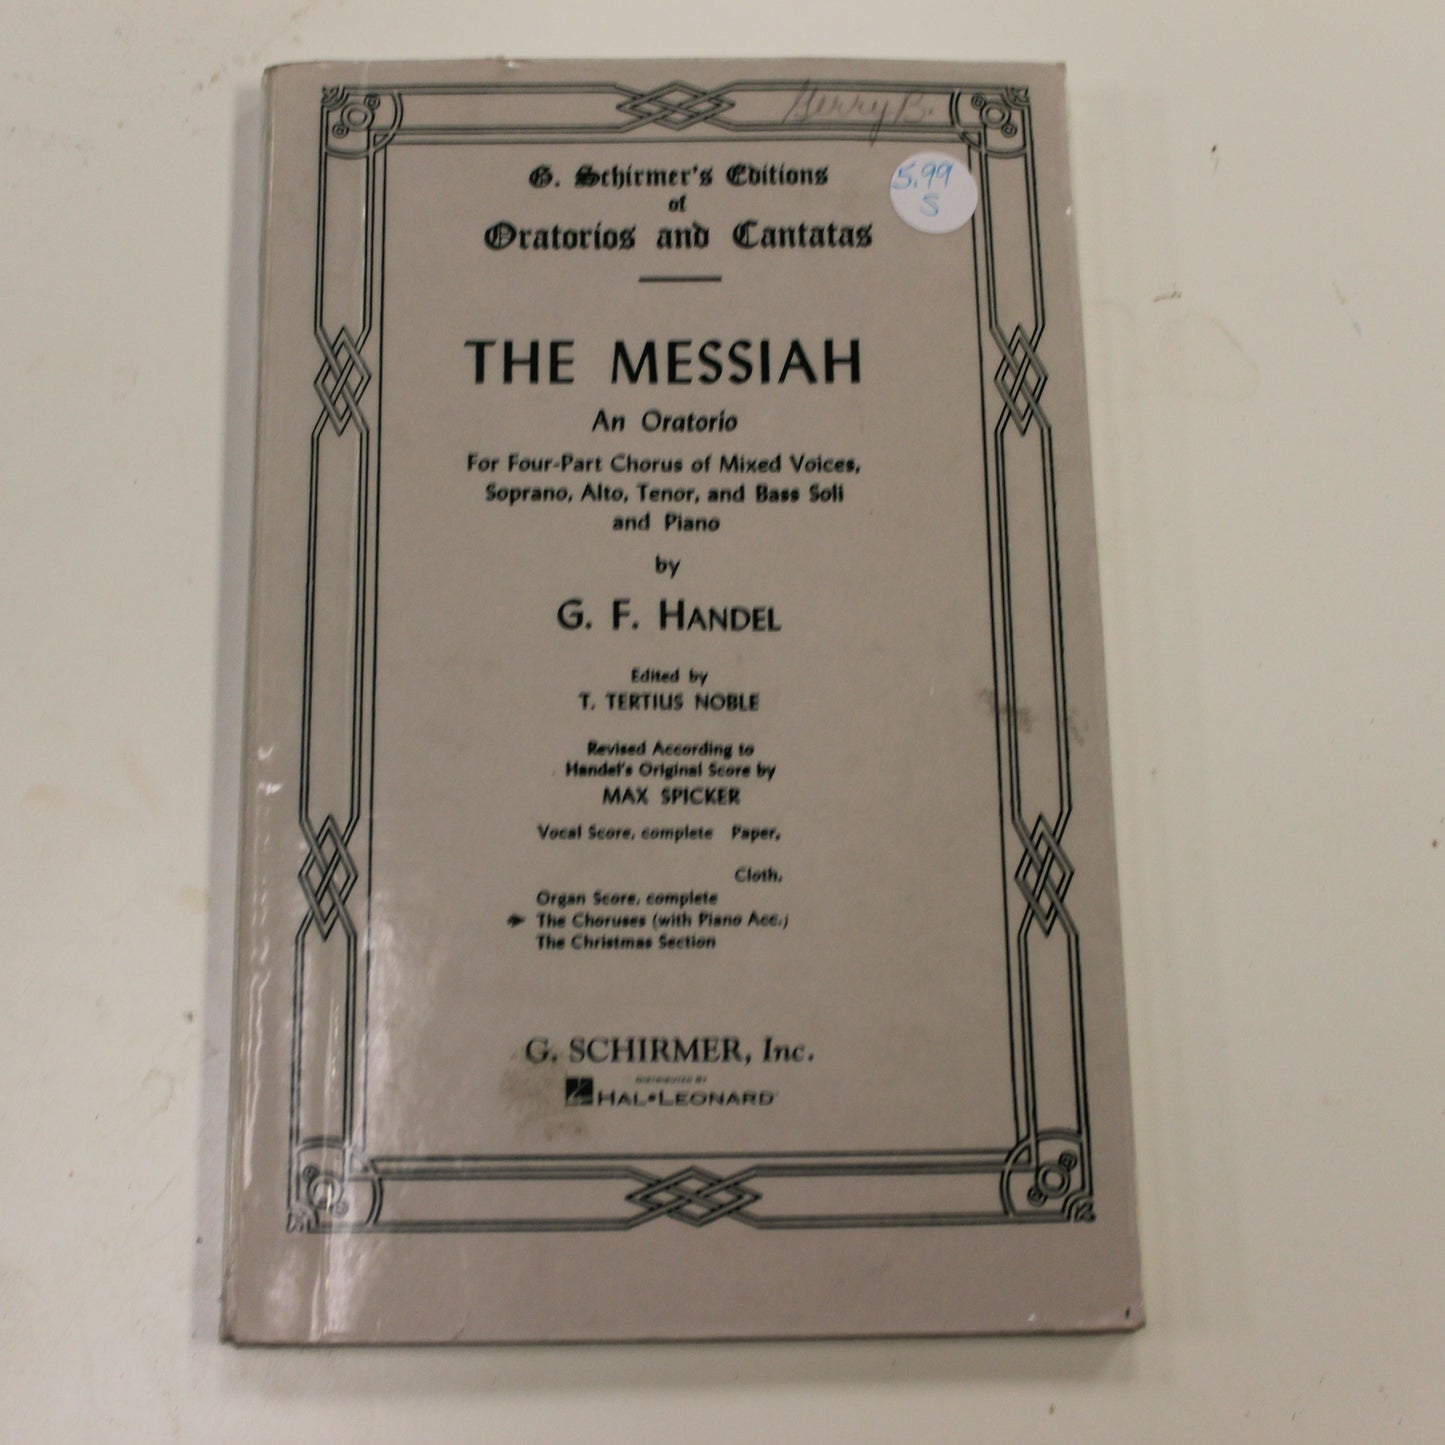 Gerry B.
5.99
S
G. Schirmer's Editions
of
Oratorios and Cantatas
THE MESSIAH
An Oratorio
For Four-Part Chorus of Mixed Voices,
Soprano, Alto, Tenor, and Bass Soli
and Piano
by
G. F. HANDEL
Edited by
T. TERTIUS NOBLE
Revised According to
Handel's Original Score by
MAX SPICKER
Vocal Score, complete Paper,
Cloth,
Organ Score, complete
The Choruses (with Piano Acc.)
The Christmas Section
G. SCHIRMER, Inc.
DISTRIBUTED BY
HAL•LEONARD